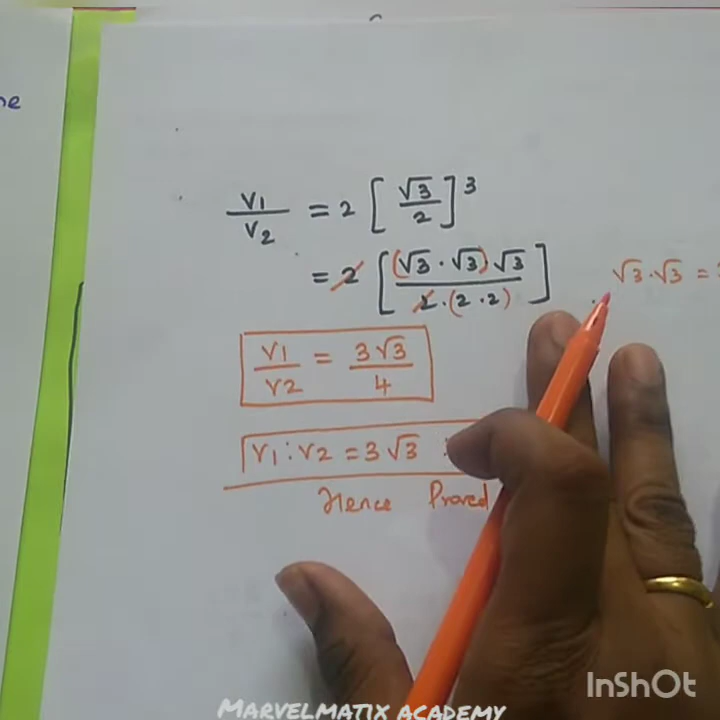 V1/V2 = 2 [√3/2]³
= 2 [(√3 · √3) √3 / 2 · (2 · 2)]
√3 · √3 =
V1/V2 = 3√3/4
V1 : V2 = 3√3 :
Hence Proved
InShOt
MARVELMATIX ACADEMY